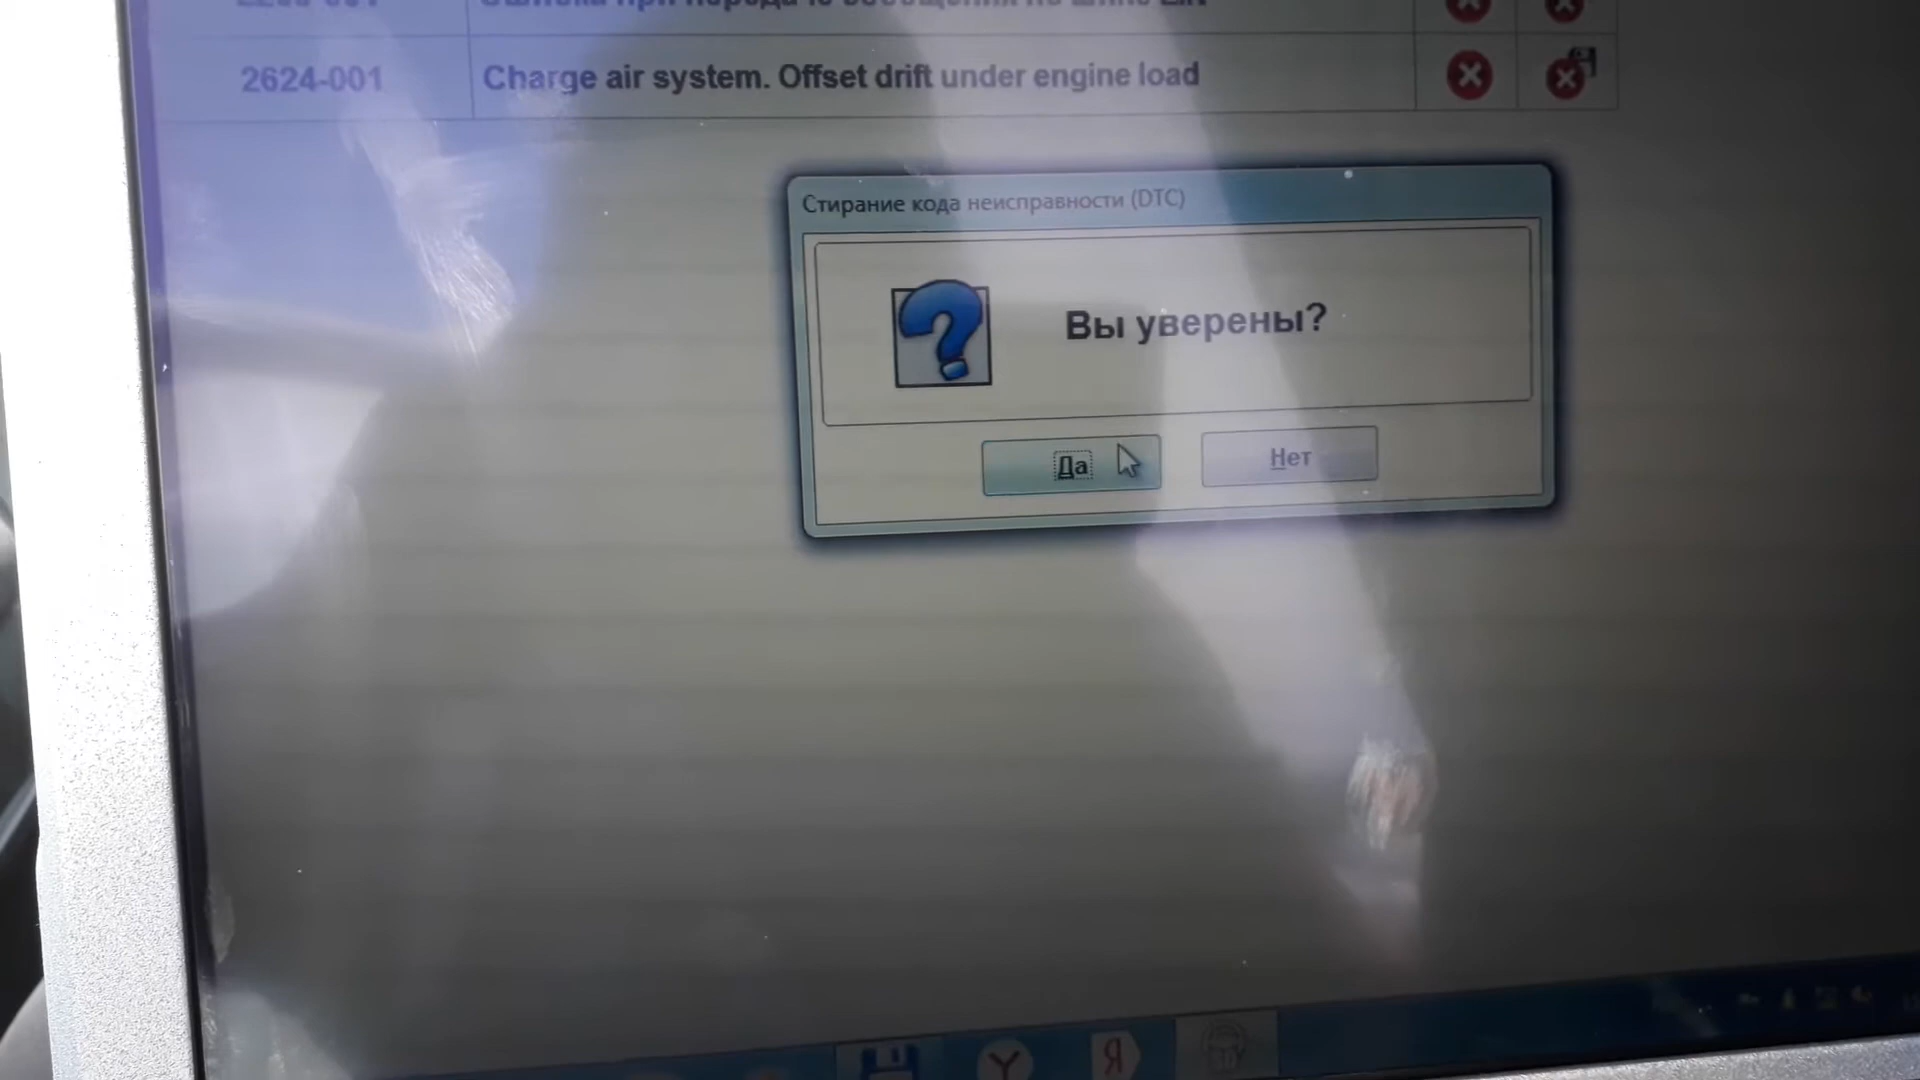 2624-001 Charge air system. Offset drift under engine load
Стирание кода неисправности (DTC)
Вы уверены?
Да Нет
Y Я